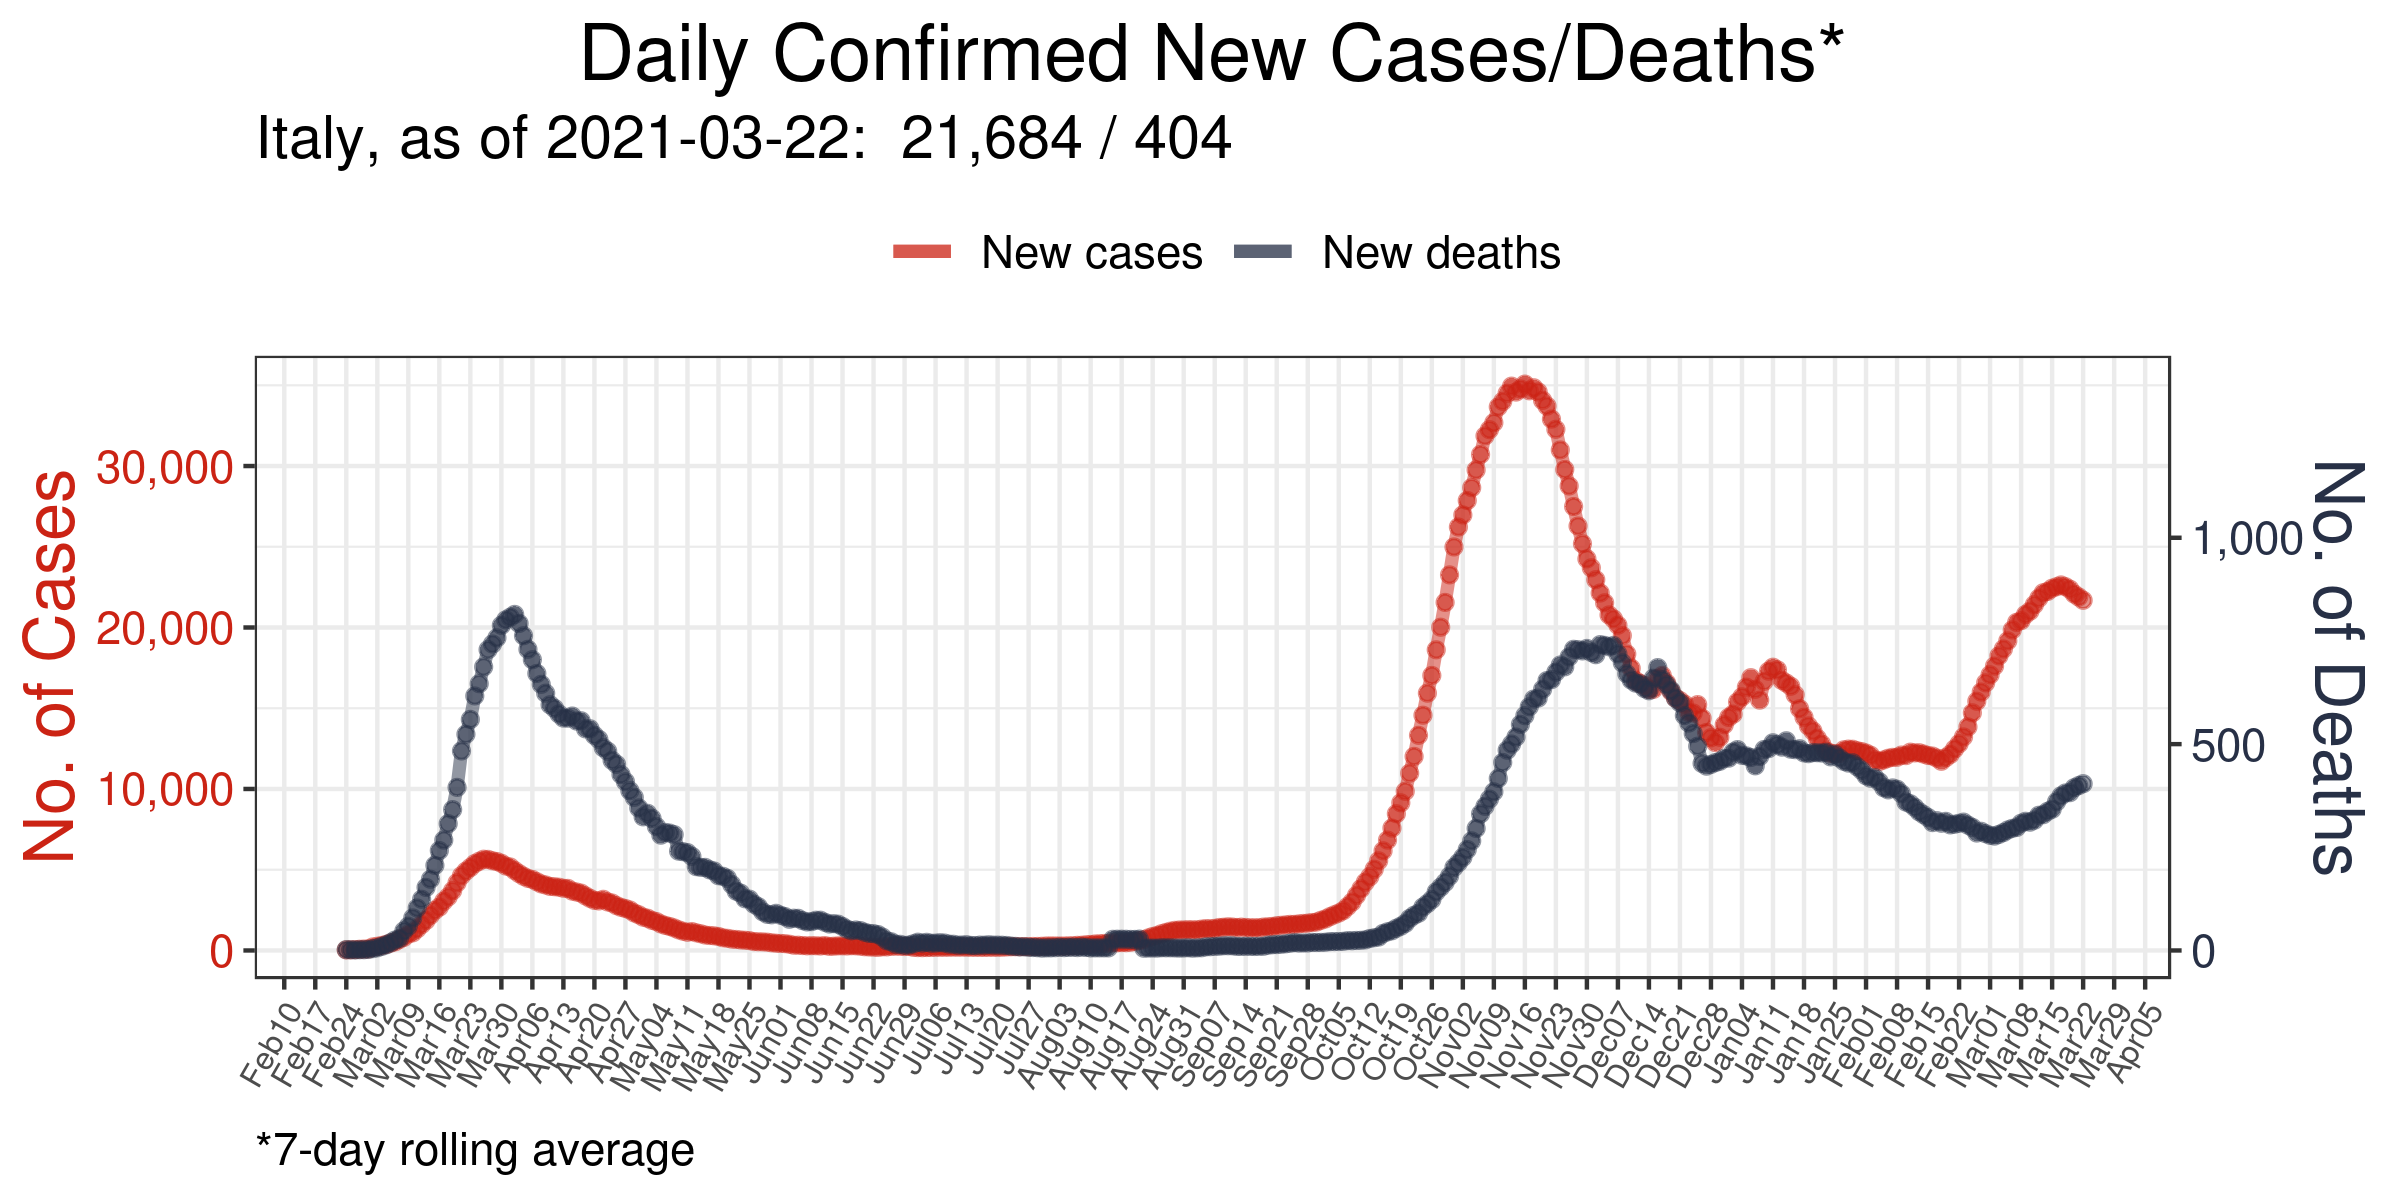 Daily Confirmed New Cases/Deaths*
Italy, as of 2021-03-22:  21,684 / 404
New cases
New deaths
No. of Cases
30,000
20,000
10,000
0
1,000
500
0
No. of Deaths
Feb10
Feb17
Feb24
Mar02
Mar09
Mar16
Mar23
Mar30
Apr06
Apr13
Apr20
Apr27
May04
May11
May18
May25
Jun01
Jun08
Jun15
Jun22
Jun29
Jul06
Jul13
Jul20
Jul27
Aug03
Aug10
Aug17
Aug24
Aug31
Sep07
Sep14
Sep21
Sep28
Oct05
Oct12
Oct19
Oct26
Nov02
Nov09
Nov16
Nov23
Nov30
Dec07
Dec14
Dec21
Dec28
Jan04
Jan11
Jan18
Jan25
Feb01
Feb08
Feb15
Feb22
Mar01
Mar08
Mar15
Mar22
Mar29
Apr05
*7-day rolling average